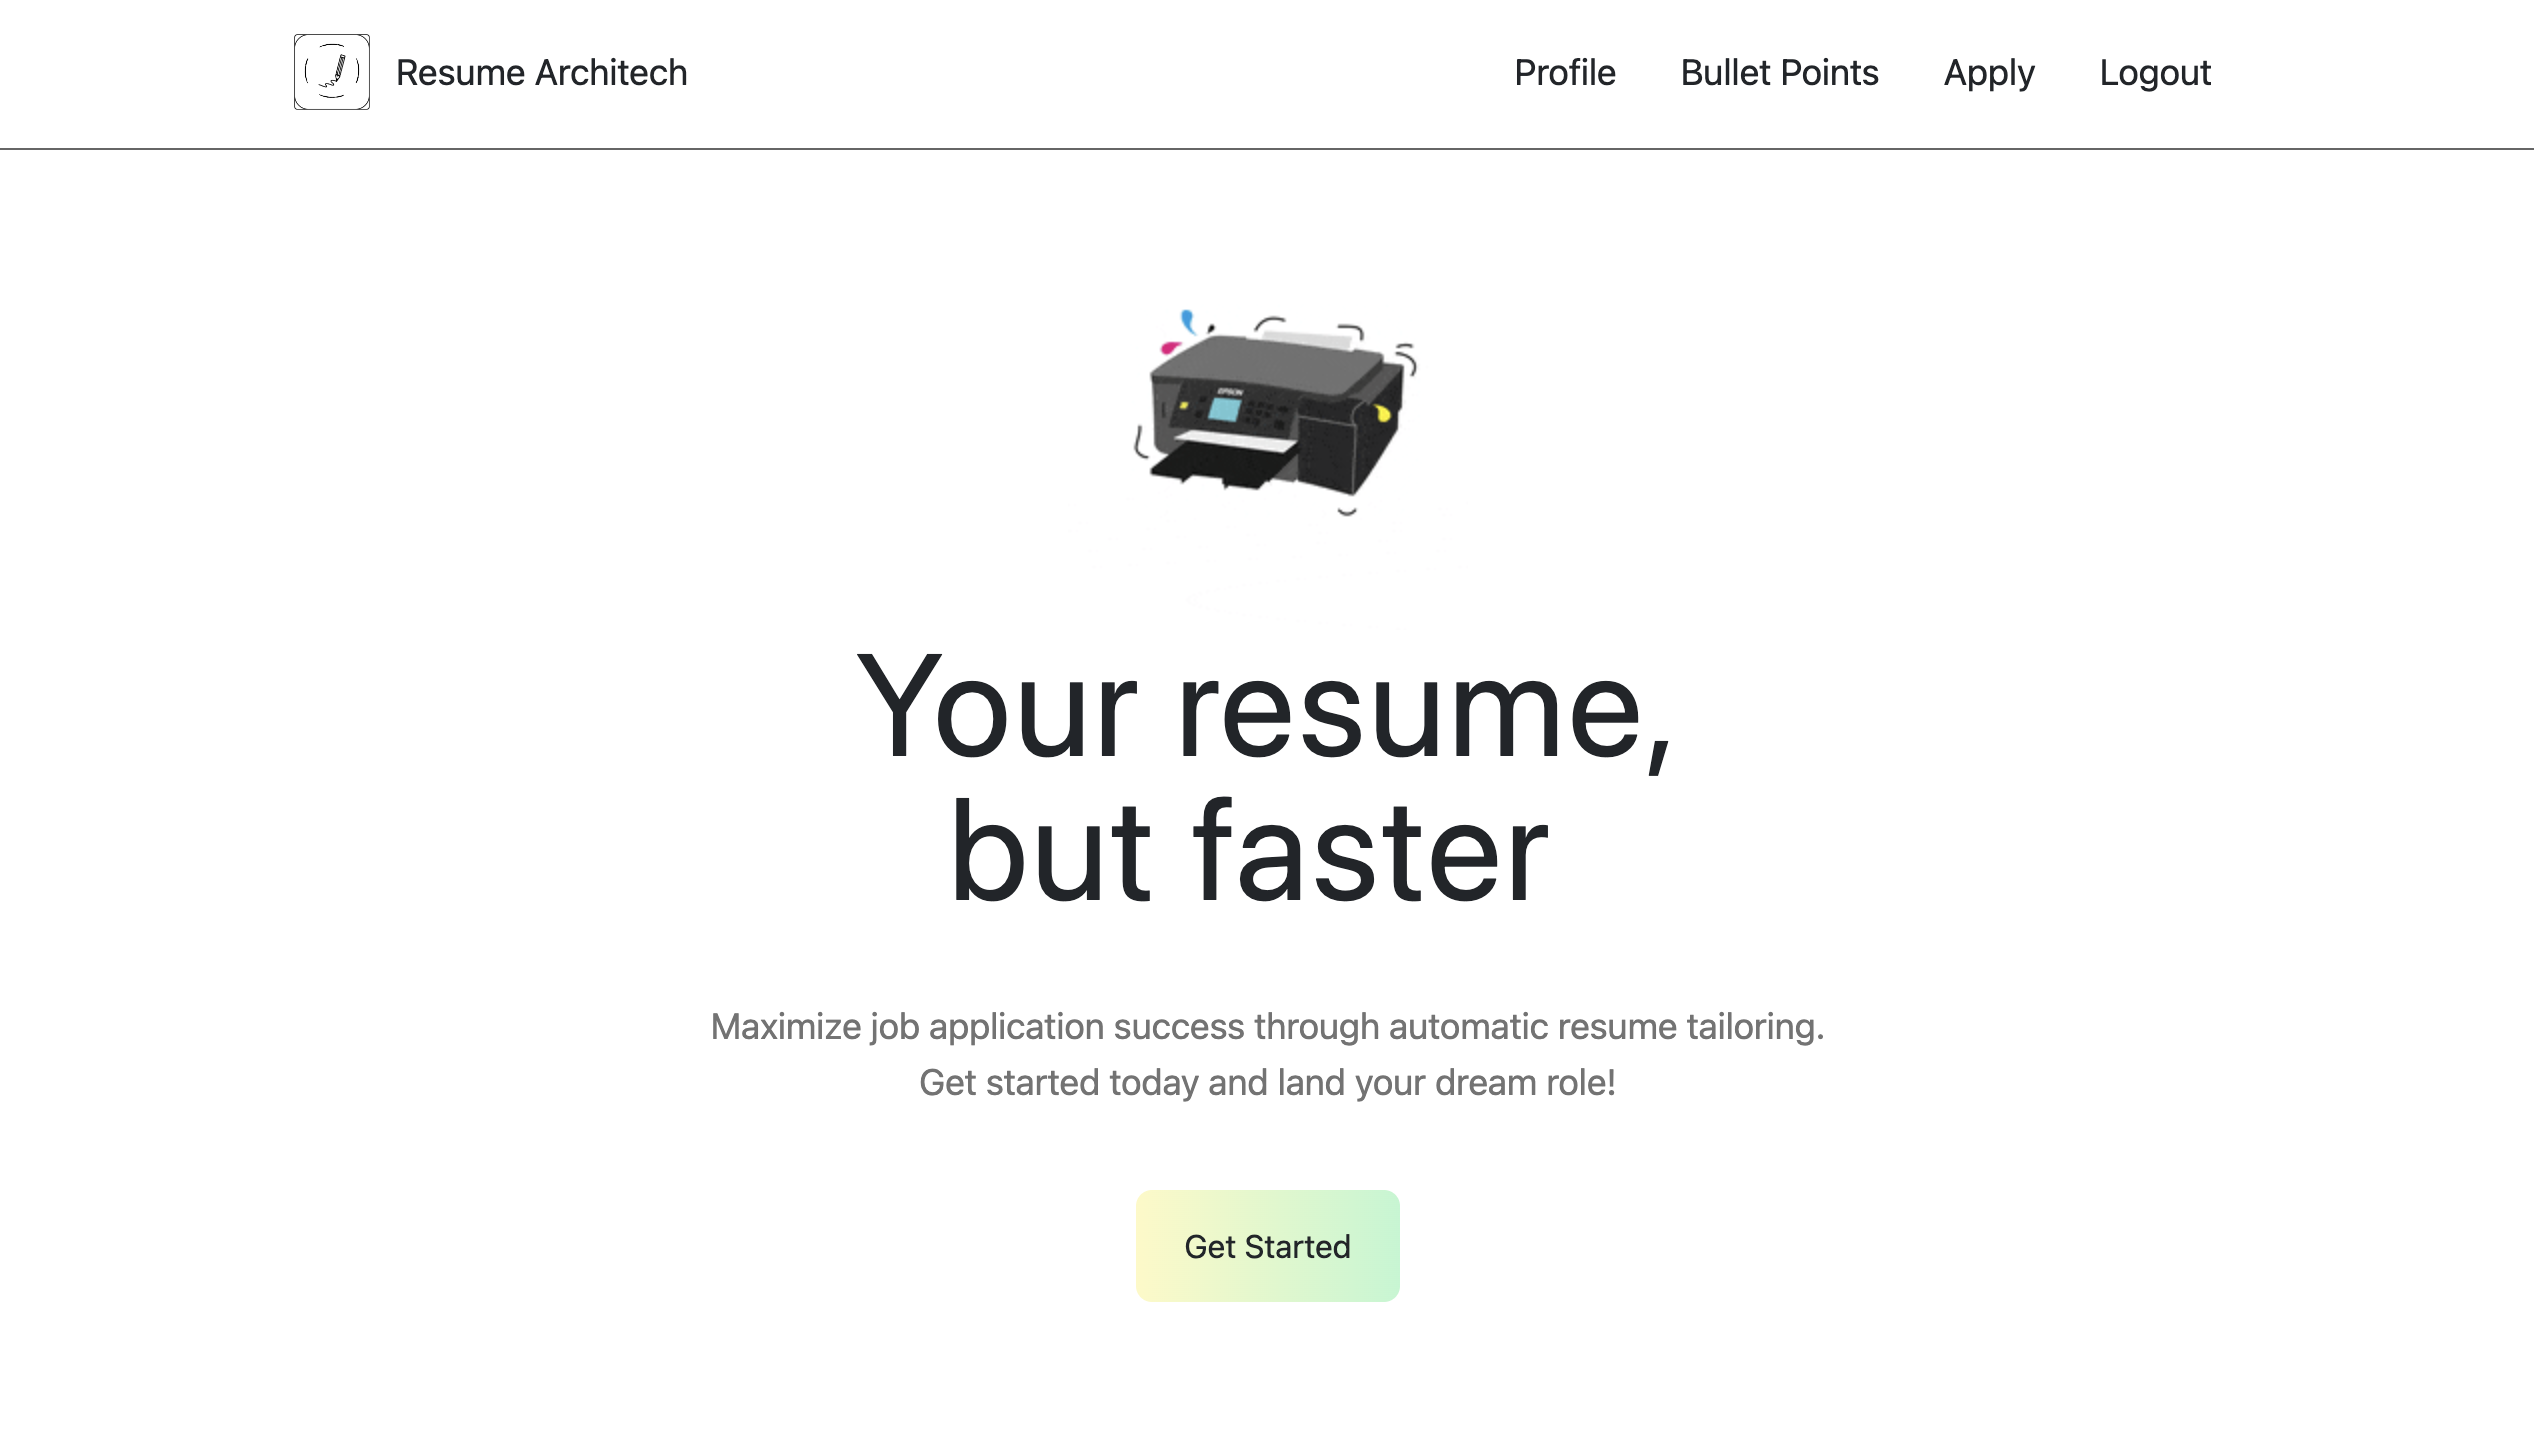 Resume Architech
Profile
Bullet Points
Apply
Logout
EPSON
Your resume,
but faster
Maximize job application success through automatic resume tailoring.
Get started today and land your dream role!
Get Started